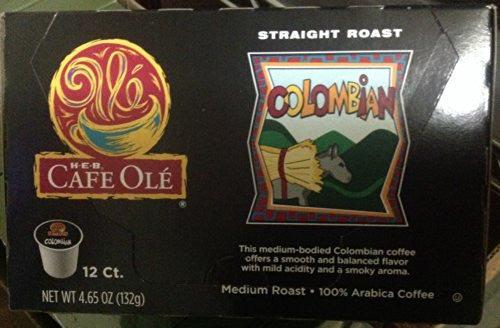 STRAIGHT ROAST
Olé
H-E-B
CAFE OLÉ
®
COLOMBIAN
COLOMBIAN
12 Ct.
NET WT 4.65 OZ (132g)
This medium-bodied Colombian coffee
offers a smooth and balanced flavor
with mild acidity and a smoky aroma.
Medium Roast • 100% Arabica Coffee